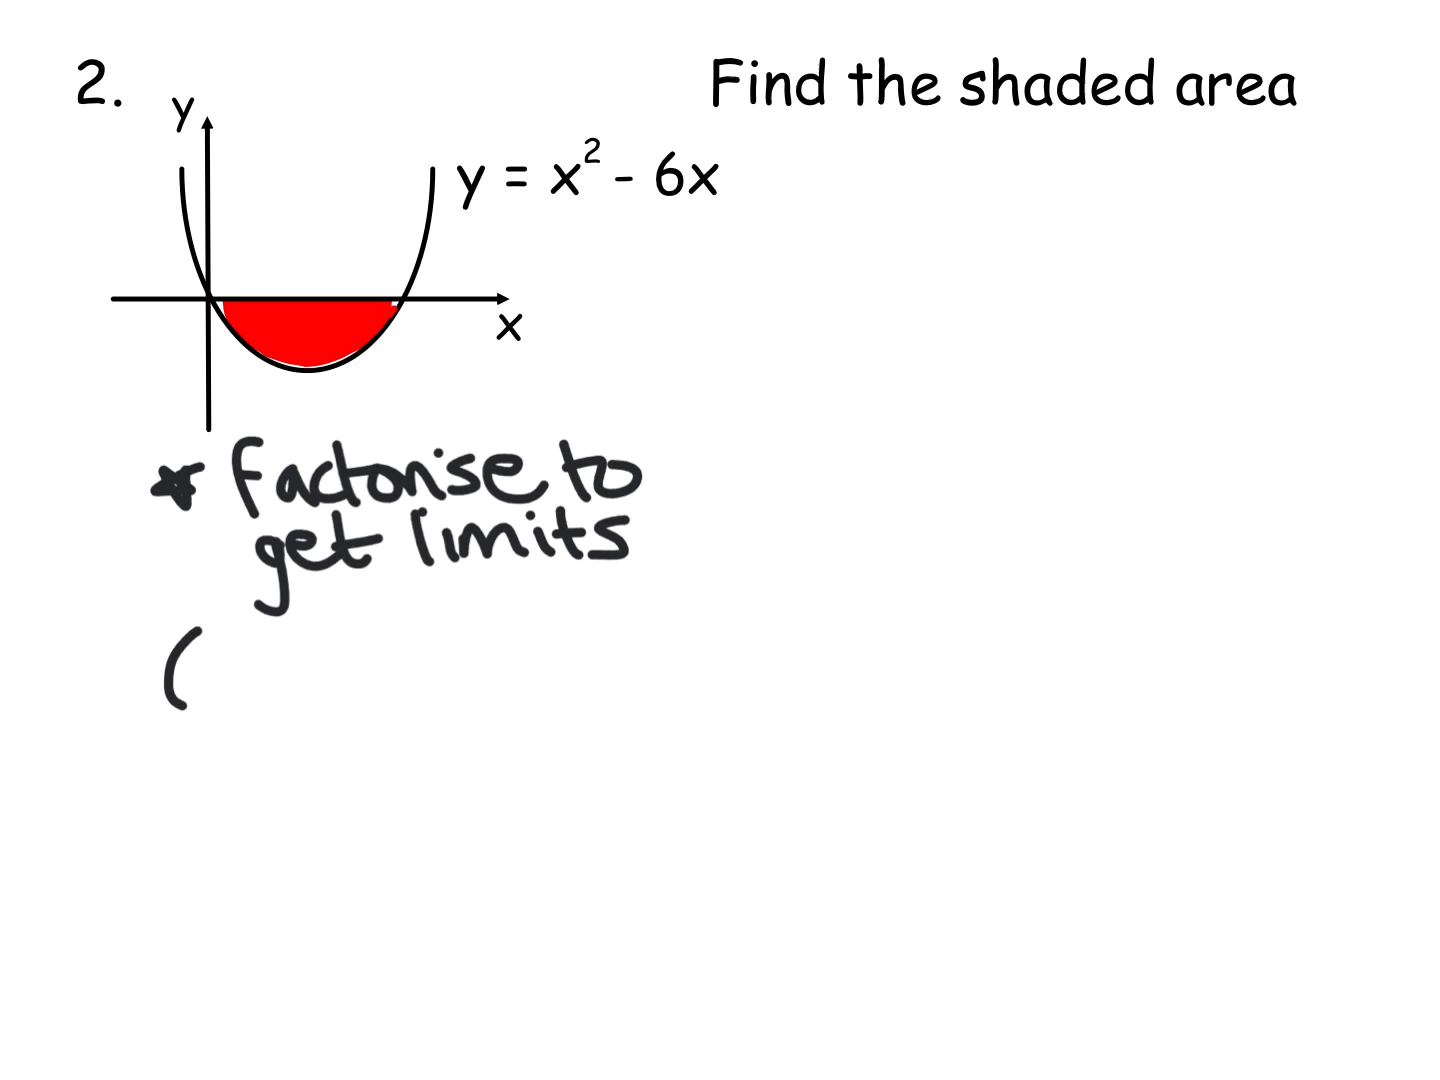 2.
Find the shaded area
y
y = x² - 6x
x
* factorise to
get limits
(